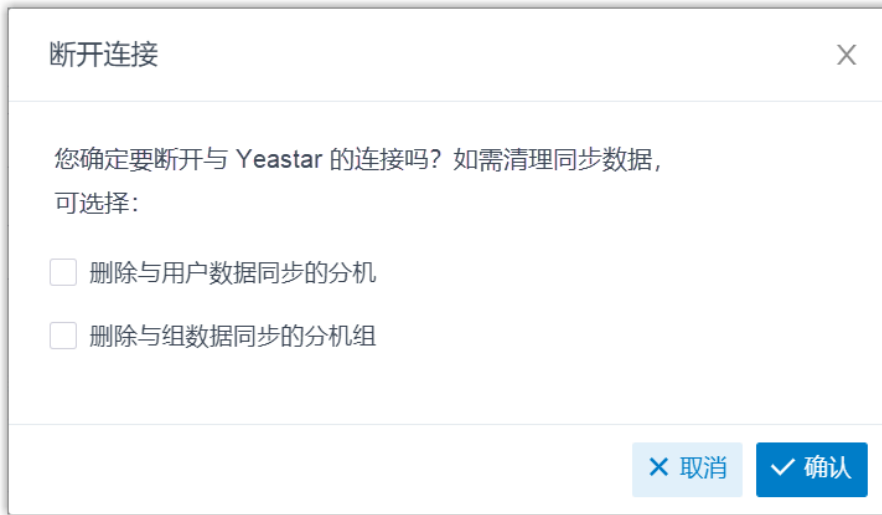 断开连接
您确定要断开与 Yeastar 的连接吗？如需清理同步数据，
可选择：
删除与用户数据同步的分机
删除与组数据同步的分机组
取消
确认